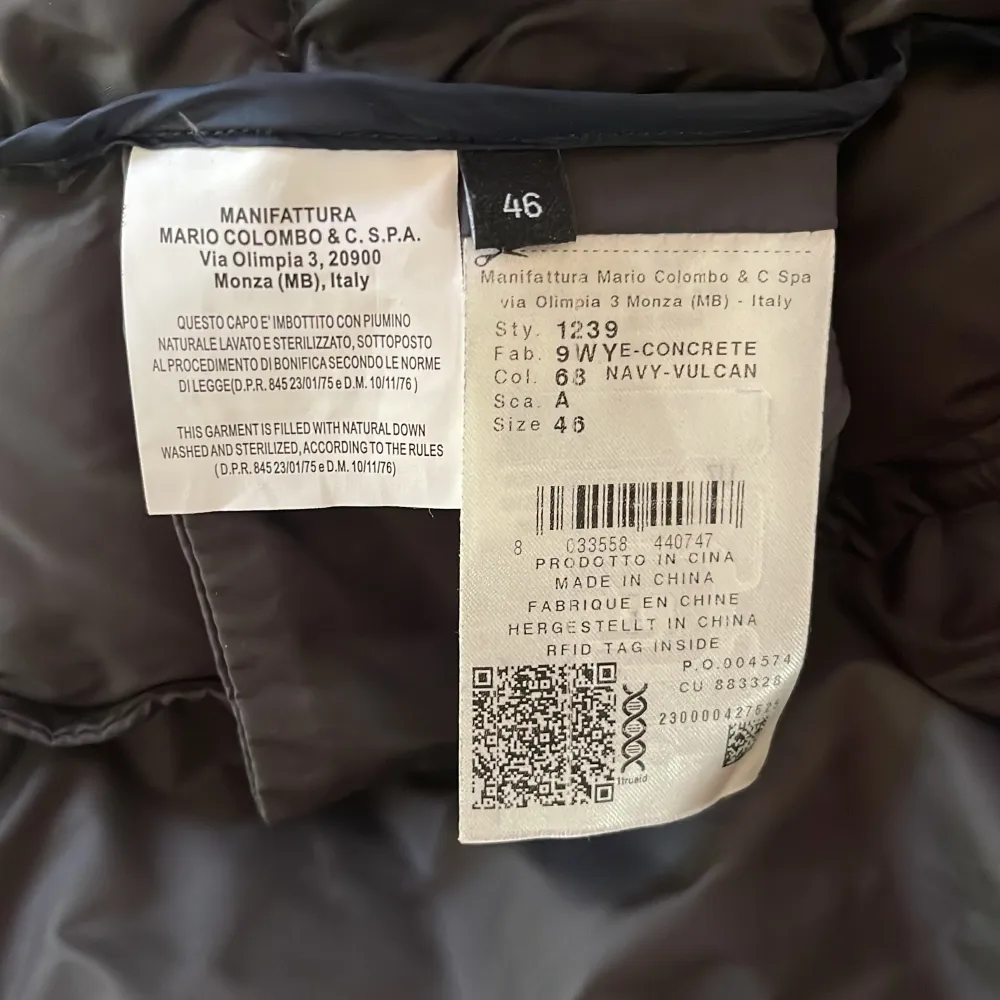 MANIFATTURA
MARIO COLOMBO & C. S.P.A.
Via Olimpia 3, 20900
Monza (MB), Italy
QUESTO CAPO E' IMBOTTITO CON PIUMINO
NATURALE LAVATO E STERILIZZATO, SOTTOPOSTO
AL PROCEDIMENTO DI BONIFICA SECONDO LE NORME
DI LEGGE(D.P.R. 845 23/01/75 e D.M. 10/11/76 )
THIS GARMENT IS FILLED WITH NATURAL DOWN
WASHED AND STERILIZED, ACCORDING TO THE RULES
( D.P.R. 845 23/01/75 e D.M. 10/11/76)
46
Manifattura Mario Colombo & C Spa
via Olimpia 3 Monza (MB) - Italy
Sty. 1239
Fab. 9WYE-CONCRETE
Col. 68 NAVY-VULCAN
Sca. A
Size 46
8 033558 440747
PRODOTTO IN CINA
MADE IN CHINA
FABRIQUE EN CHINE
HERGESTELLT IN CHINA
RFID TAG INSIDE
P.O.004574
CU 883328